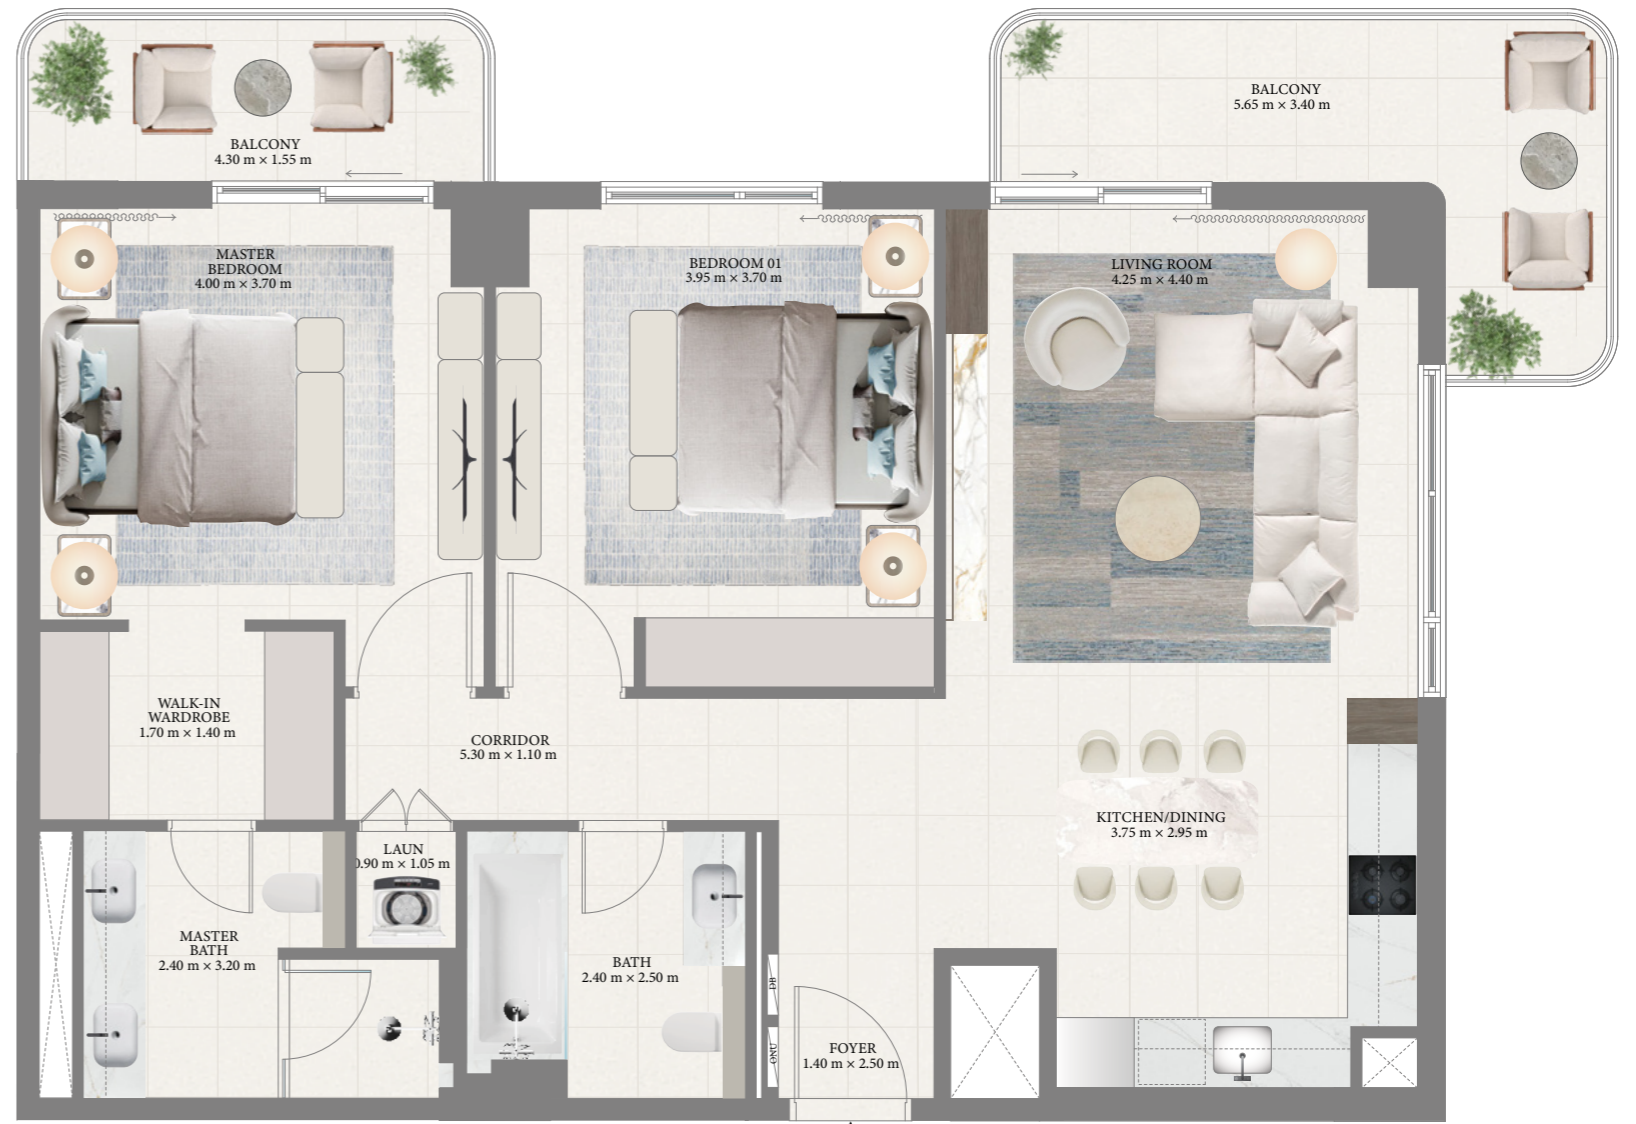 BALCONY
4.30 m × 1.55 m
BALCONY
5.65 m × 3.40 m
MASTER
BEDROOM
4.00 m × 3.70 m
BEDROOM 01
3.95 m × 3.70 m
LIVING ROOM
4.25 m × 4.40 m
WALK-IN
WARDROBE
1.70 m × 1.40 m
CORRIDOR
5.30 m × 1.10 m
KITCHEN/DINING
3.75 m × 2.95 m
LAUN
0.90 m × 1.05 m
MASTER
BATH
2.40 m × 3.20 m
BATH
2.40 m × 2.50 m
DB
ONU
FOYER
1.40 m × 2.50 m